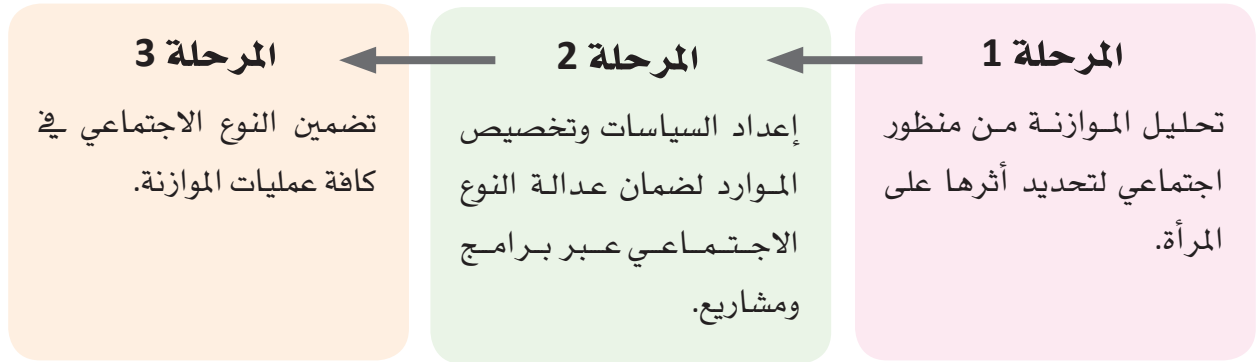 المرحلة 1
تحليل الموازنة من منظور
اجتماعي لتحديد أثرها على
المرأة.
المرحلة 2
إعداد السياسات وتخصيص
الموارد لضمان عدالة النوع
الاجتماعي عبر برامج
ومشاريع.
المرحلة 3
تضمين النوع الاجتماعي في
كافة عمليات الموازنة.